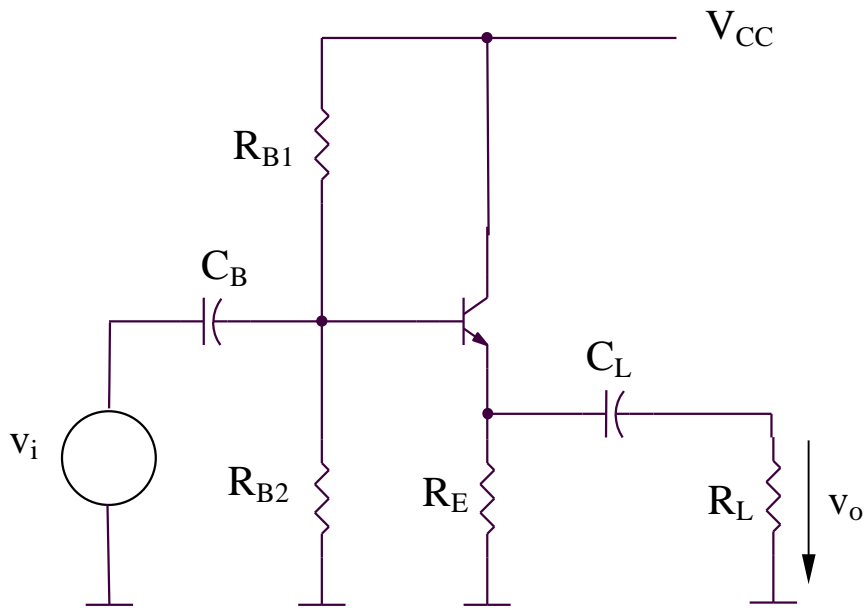 V_CC
R_B1
C_B
C_L
v_i
R_B2
R_E
R_L
v_o